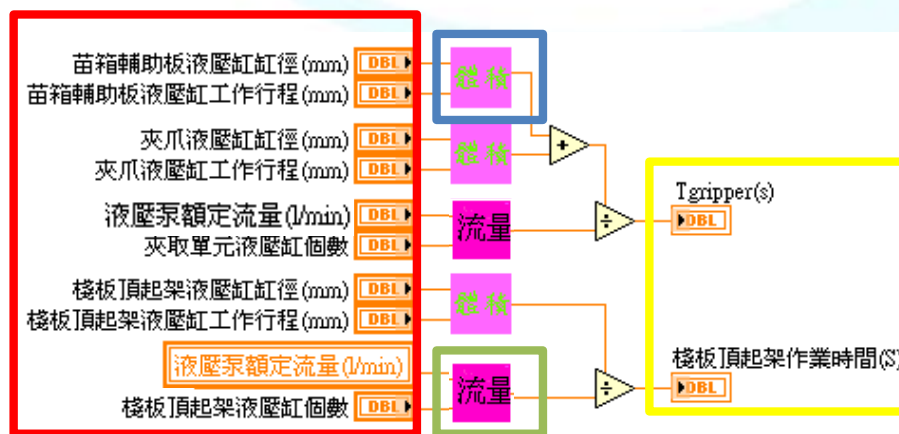 苗箱輔助板液壓缸缸徑(mm) DBL
苗箱輔助板液壓缸工作行程(mm) DBL
體積
夾爪液壓缸缸徑(mm) DBL
夾爪液壓缸工作行程(mm) DBL
體積
+
液壓泵額定流量(l/min) DBL
夾取單元液壓缸個數 DBL
流量
÷
Tgripper(s)
DBL
棧板頂起架液壓缸缸徑(mm) DBL
棧板頂起架液壓缸工作行程(mm) DBL
體積
液壓泵額定流量(l/min)
棧板頂起架液壓缸個數 DBL
流量
÷
棧板頂起架作業時間(S)
DBL